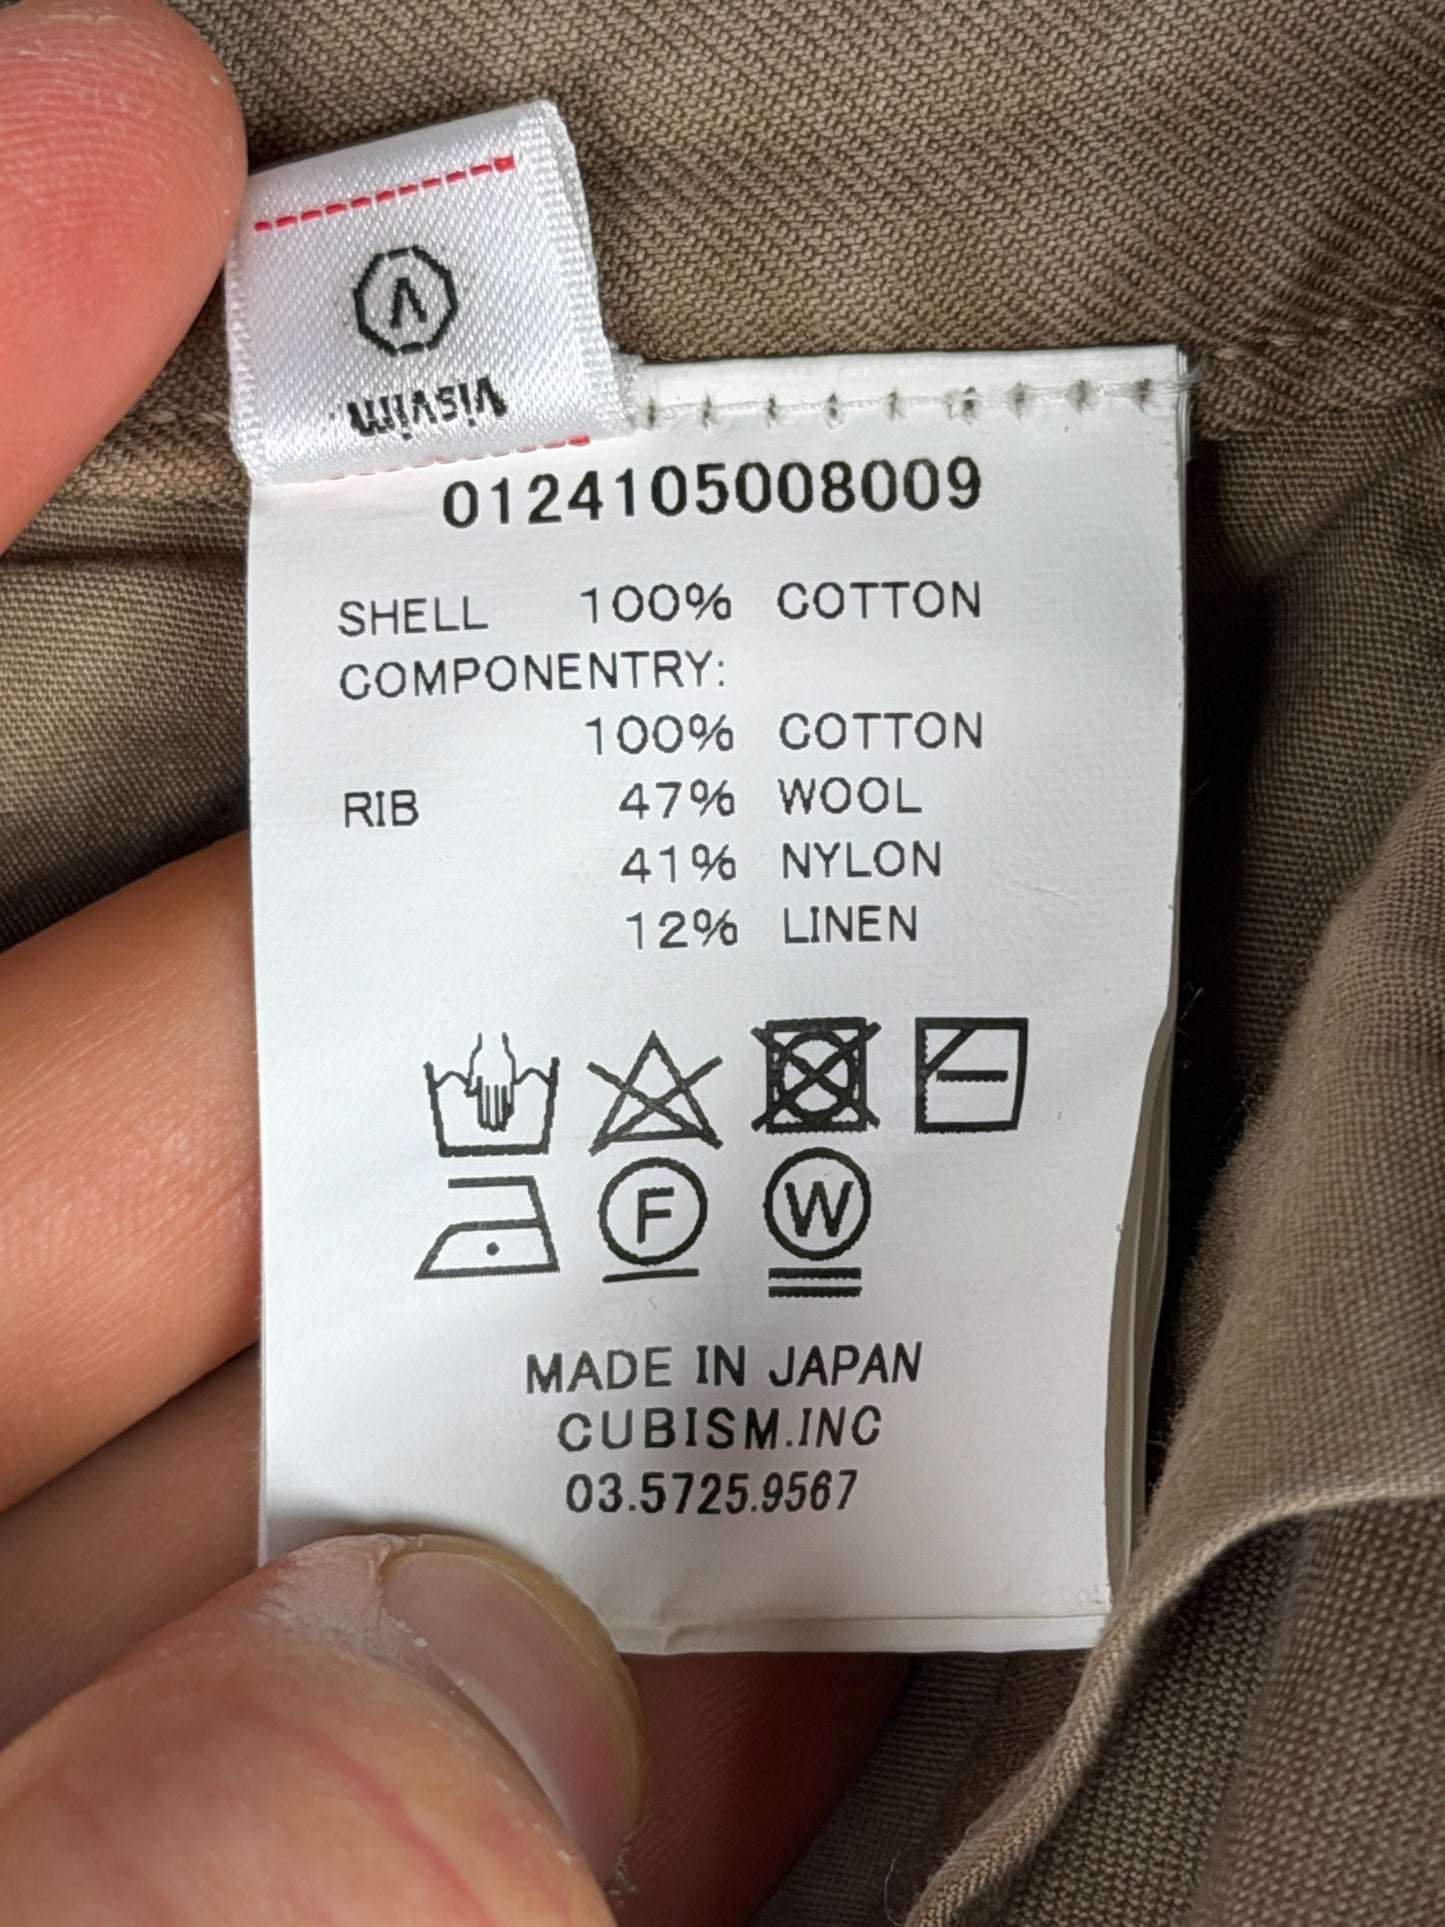 visvim
0124105008009
SHELL 100% COTTON
COMPONENTRY:
100% COTTON
RIB 47% WOOL
41% NYLON
12% LINEN
F W
MADE IN JAPAN
CUBISM.INC
03.5725.9567